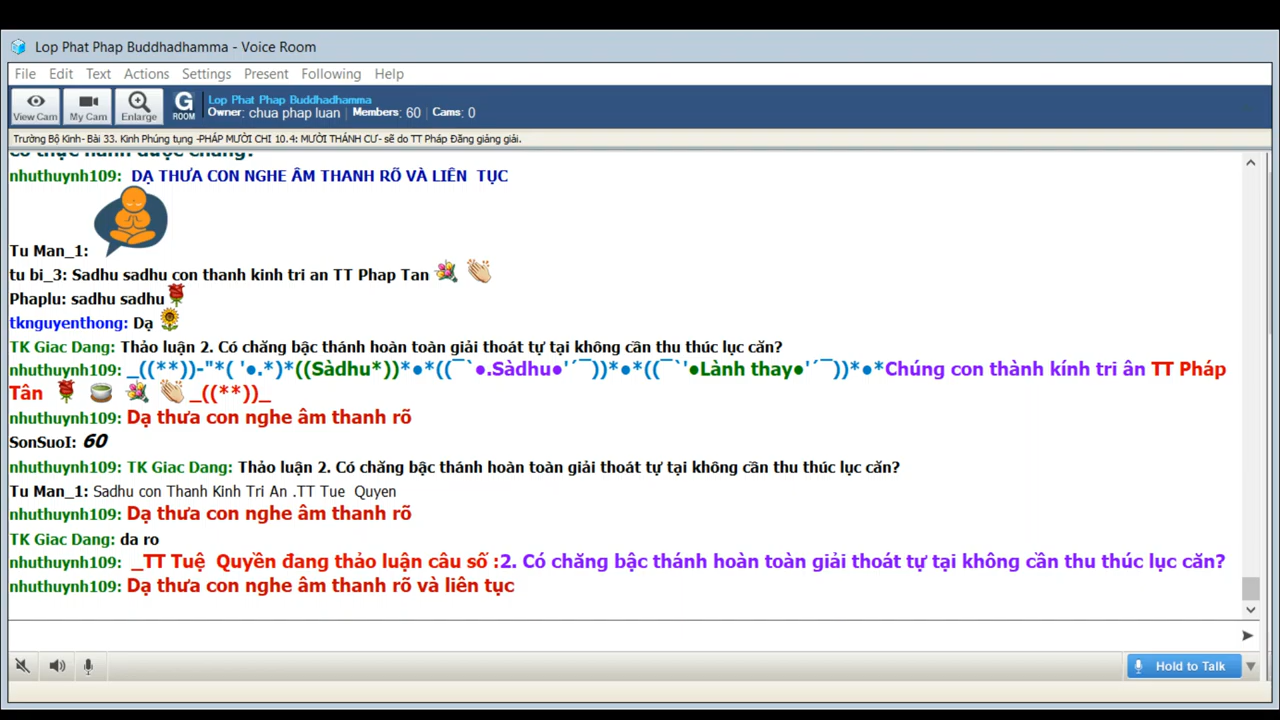 Lop Phat Phap Buddhadhamma - Voice Room
File Edit Text Actions Settings Present Following Help
View Cam My Cam Enlarge G ROOM Lop Phat Phap Buddhadhamma
Owner: chua phap luan Members: 60 Cams: 0
Trường Bộ Kinh- Bài 33. Kinh Phúng tụng -PHÁP MƯỜI CHI 10.4: MƯỜI THÁNH CƯ- sẽ do TT Pháp Đăng giảng giải.
có thực hành được chăng?
nhuthuynh109: DẠ THƯA CON NGHE ÂM THANH RÕ VÀ LIÊN TỤC
Tu Man_1:
tu bi_3: Sadhu sadhu con thanh kinh tri an TT Phap Tan
Phaplu: sadhu sadhu
tknguyenthong: Dạ
TK Giac Dang: Thảo luận 2. Có chăng bậc thánh hoàn toàn giải thoát tự tại không cần thu thúc lục căn?
nhuthuynh109: _((**))-"*( '●.*)*((Sàdhu*))*●*((¯`●.Sàdhu●'´¯))*●*((¯`'●Lành thay●'´¯))*●*Chúng con thành kính tri ân TT Pháp
Tân _((**))_
nhuthuynh109: Dạ thưa con nghe âm thanh rõ
SonSuoI: 60
nhuthuynh109: TK Giac Dang: Thảo luận 2. Có chăng bậc thánh hoàn toàn giải thoát tự tại không cần thu thúc lục căn?
Tu Man_1: Sadhu con Thanh Kinh Tri An .TT Tue Quyen
nhuthuynh109: Dạ thưa con nghe âm thanh rõ
TK Giac Dang: da ro
nhuthuynh109: _TT Tuệ Quyền đang thảo luận câu số :2. Có chăng bậc thánh hoàn toàn giải thoát tự tại không cần thu thúc lục căn?
nhuthuynh109: Dạ thưa con nghe âm thanh rõ và liên tục
Hold to Talk